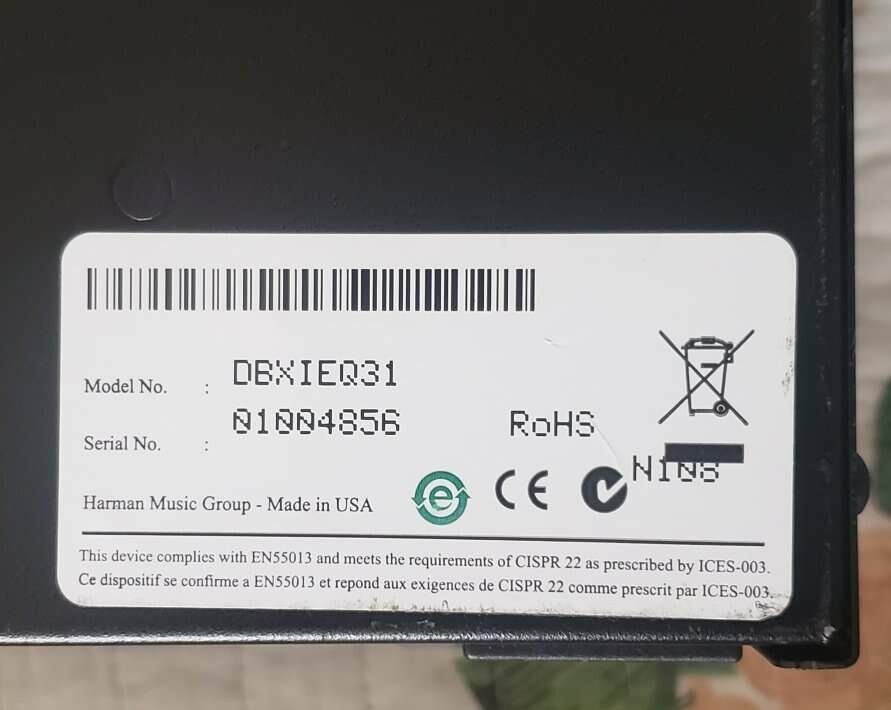 Model No. : DBXIEQ31
Serial No. : 01004856
RoHS
N108
Harman Music Group - Made in USA
e
CE
This device complies with EN55013 and meets the requirements of CISPR 22 as prescribed by ICES-003.
Ce dispositif se confirme a EN55013 et repond aux exigences de CISPR 22 comme prescrit par ICES-003.